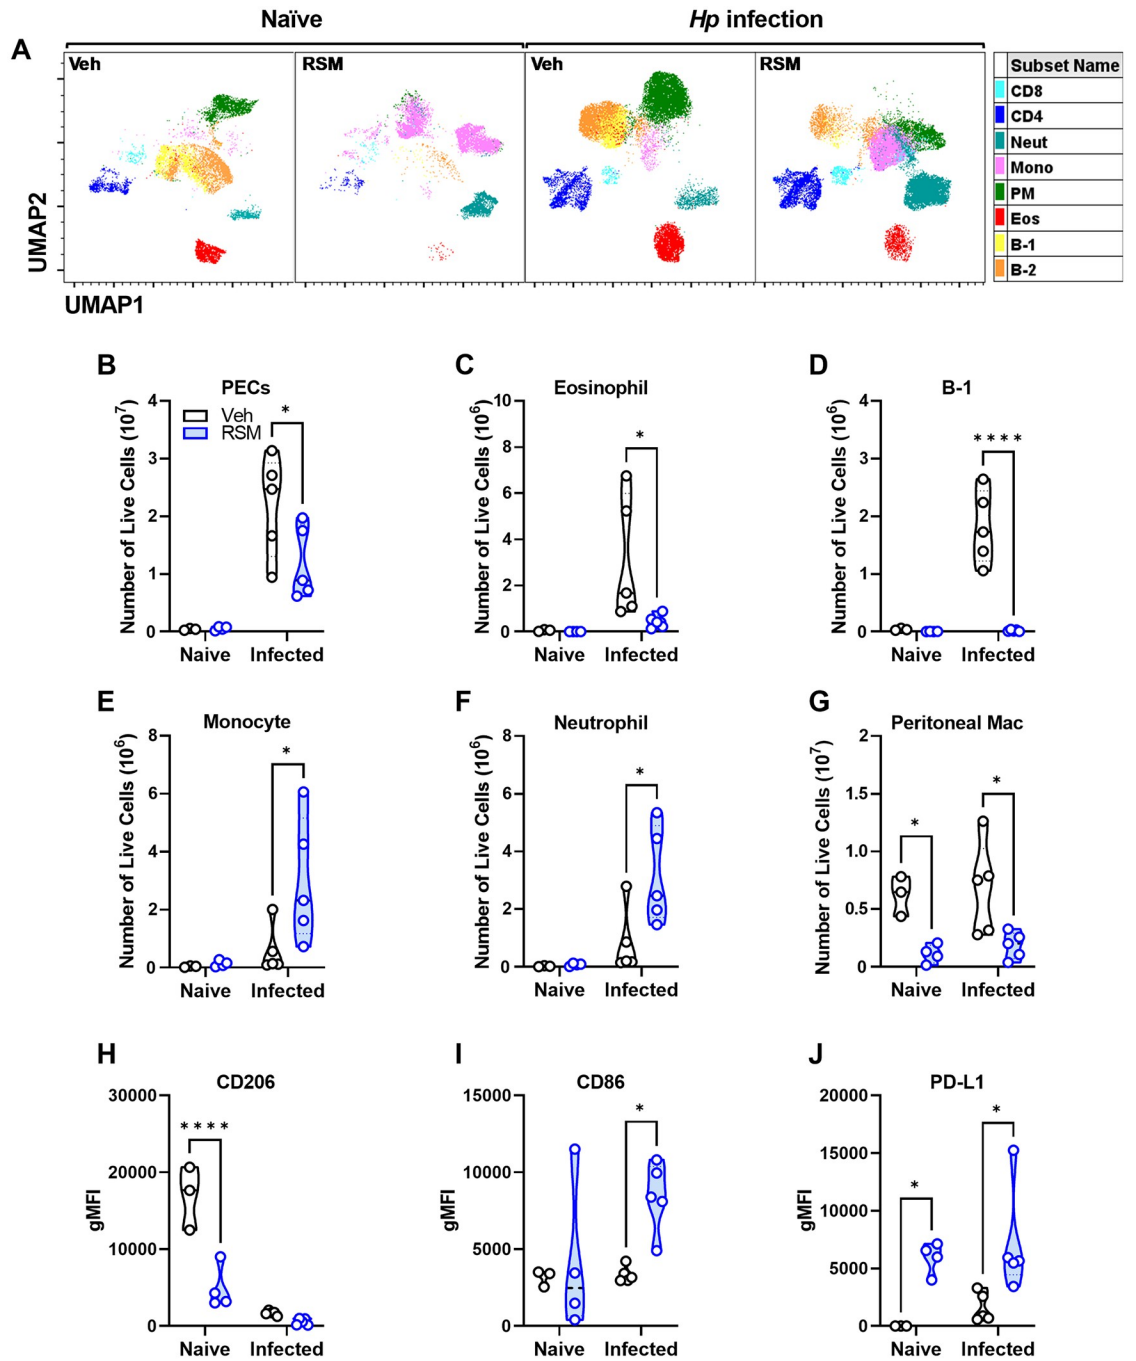 Naïve
Hp infection
A
Veh
RSM
Veh
RSM
Subset Name
CD8
CD4
Neut
Mono
PM
Eos
B-1
B-2
UMAP2
UMAP1
B
PECs
Veh
RSM
Number of Live Cells (10⁷)
4
3
2
1
0
*
Naive
Infected
C
Eosinophil
Number of Live Cells (10⁶)
10
8
6
4
2
0
*
Naive
Infected
D
B-1
Number of Live Cells (10⁶)
4
3
2
1
0
****
Naive
Infected
E
Monocyte
Number of Live Cells (10⁶)
8
6
4
2
0
*
Naive
Infected
F
Neutrophil
Number of Live Cells (10⁶)
8
6
4
2
0
*
Naive
Infected
G
Peritoneal Mac
Number of Live Cells (10⁷)
2
1.5
1.0
0.5
0
*
*
Naive
Infected
H
CD206
gMFI
30000
20000
10000
0
****
Naive
Infected
I
CD86
gMFI
15000
10000
5000
0
*
Naive
Infected
J
PD-L1
gMFI
20000
15000
10000
5000
0
*
*
Naive
Infected